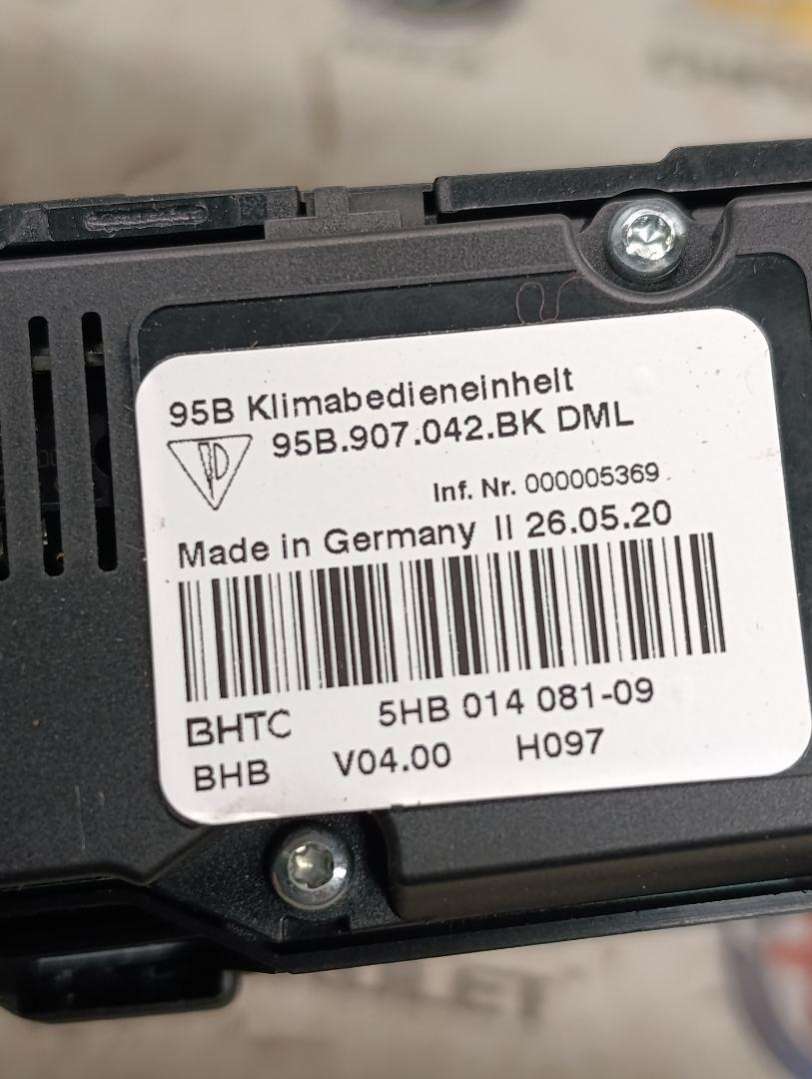 95B Klimabedieneinheit
95B.907.042.BK DML
Inf. Nr. 000005369
Made in Germany II 26.05.20
BHTC 5HB 014 081-09
BHB V04.00 H097